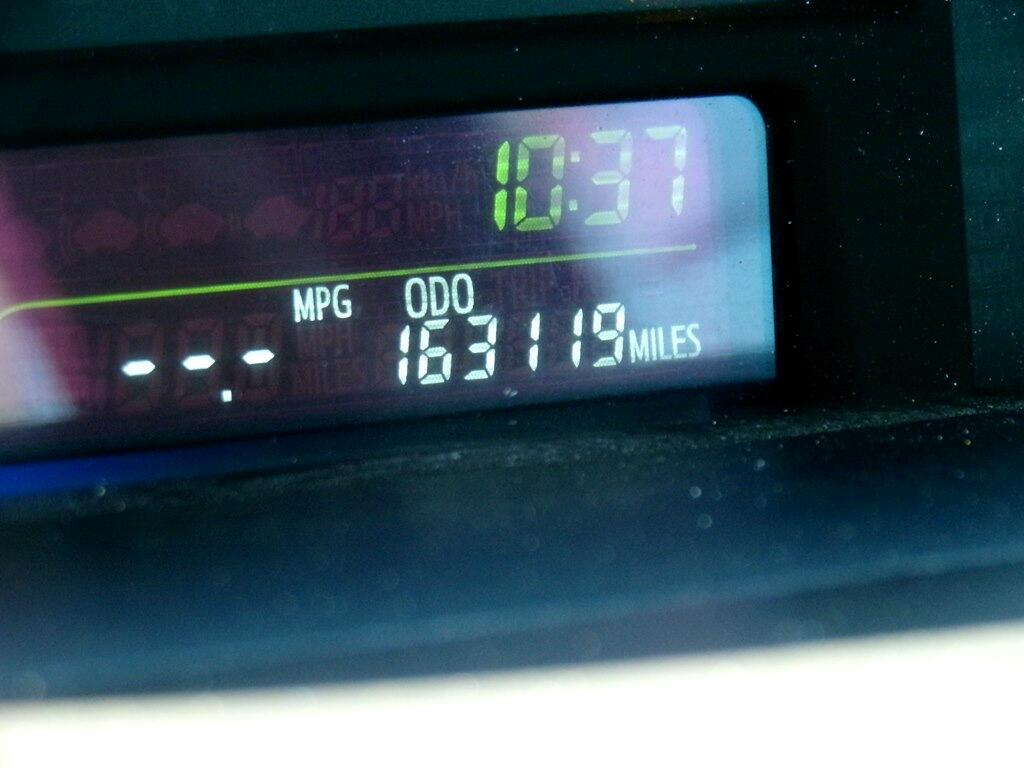 10:37
MPG ODO
--.- 163119 MILES